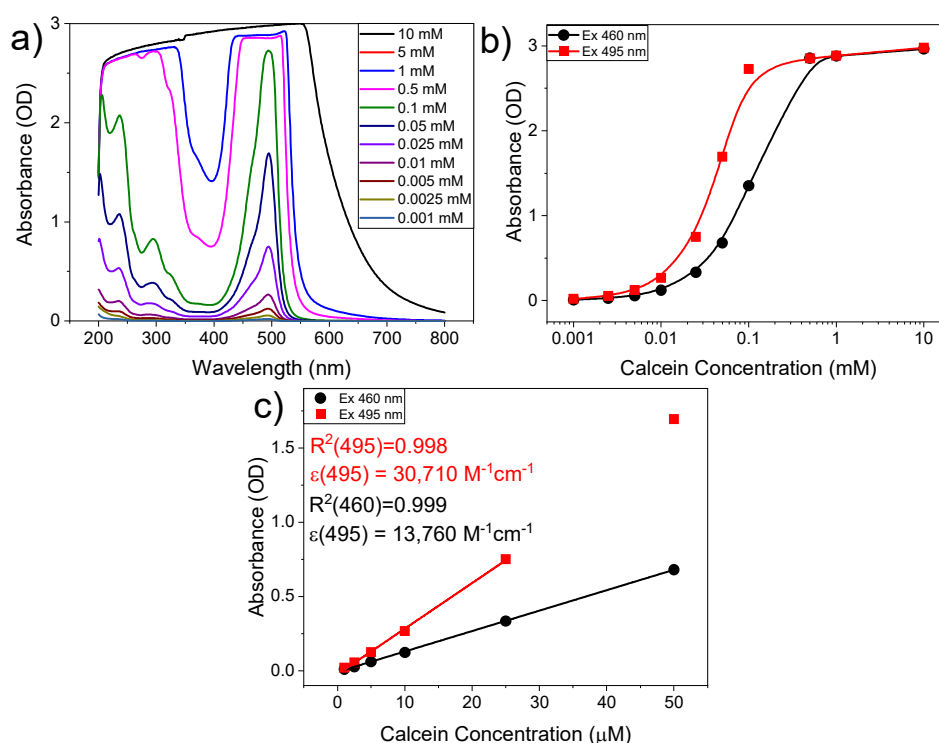 a)
3
2
1
0
Absorbance (OD)
200 300 400 500 600 700 800
Wavelength (nm)
10 mM
5 mM
1 mM
0.5 mM
0.1 mM
0.05 mM
0.025 mM
0.01 mM
0.005 mM
0.0025 mM
0.001 mM
b)
Ex 460 nm
Ex 495 nm
3
2
1
0
Absorbance (OD)
0.001 0.01 0.1 1 10
Calcein Concentration (mM)
c)
Ex 460 nm
Ex 495 nm
R²(495)=0.998
ε(495) = 30,710 M⁻¹cm⁻¹
R²(460)=0.999
ε(495) = 13,760 M⁻¹cm⁻¹
1.5
1.0
0.5
0.0
Absorbance (OD)
0 10 20 30 40 50
Calcein Concentration (μM)